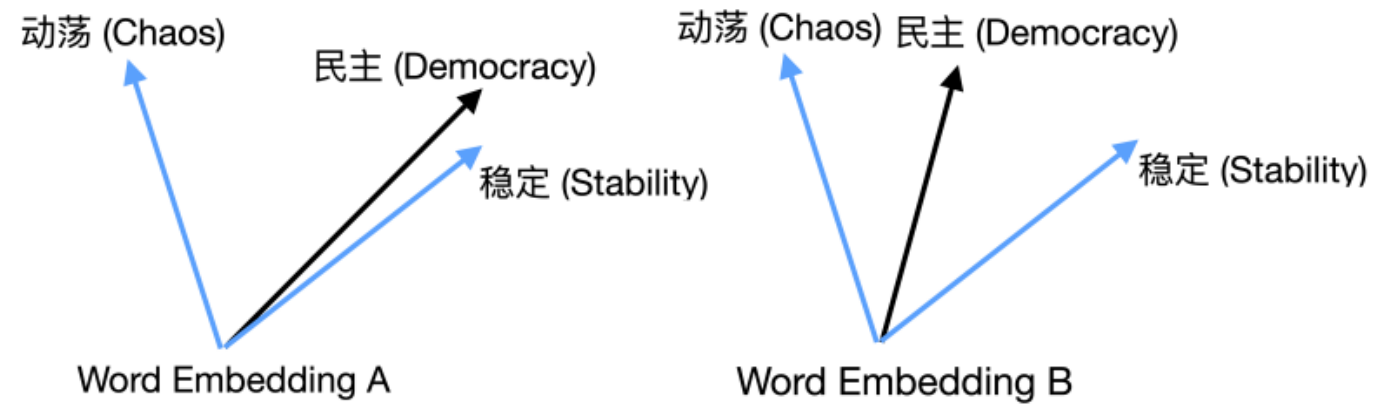 动荡 (Chaos)
民主 (Democracy)
稳定 (Stability)
Word Embedding A
动荡 (Chaos)
民主 (Democracy)
稳定 (Stability)
Word Embedding B